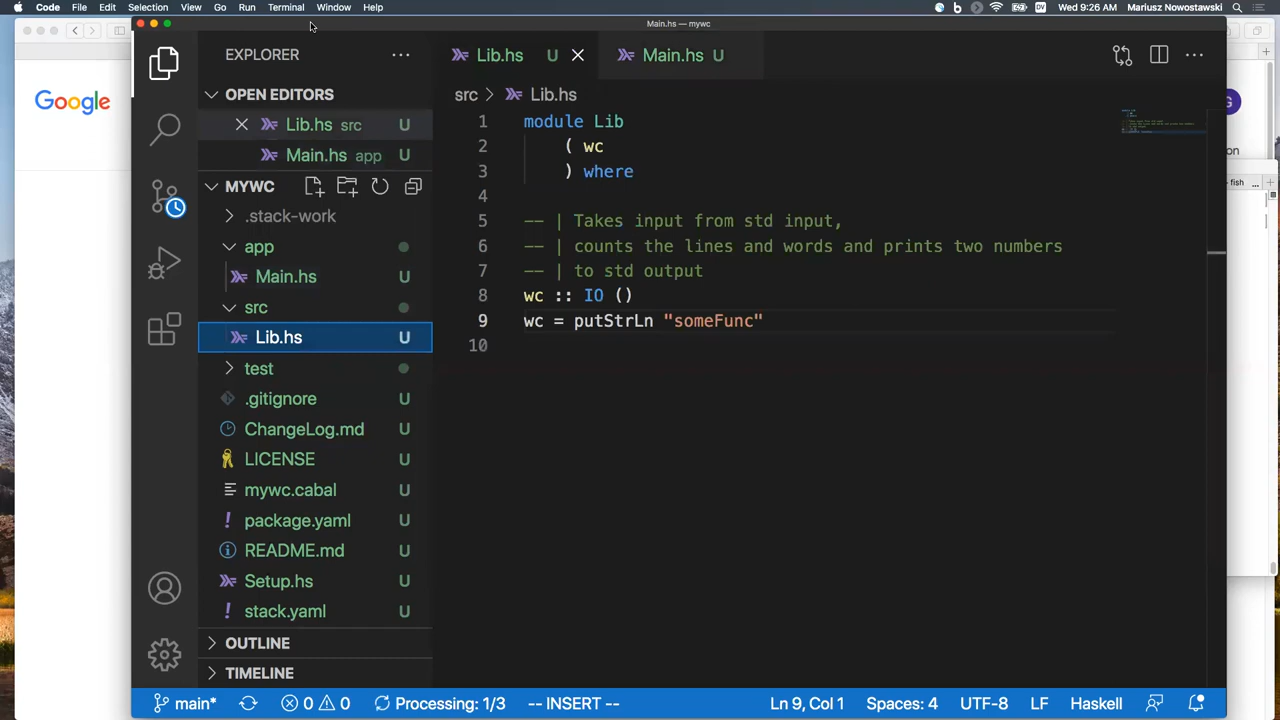 Code File Edit Selection View Go Run Terminal Window Help
DV Wed 9:26 AM Mariusz Nowostawski
Main.hs — mywc
Google
EXPLORER
Lib.hs U
Main.hs U
OPEN EDITORS
Lib.hs src U
Main.hs app U
MYWC
.stack-work
app
Main.hs
src
Lib.hs U
test
.gitignore U
ChangeLog.md U
LICENSE U
mywc.cabal U
package.yaml U
README.md U
Setup.hs U
stack.yaml U
OUTLINE
TIMELINE
src > Lib.hs
1 module Lib
2 ( wc
3 ) where
4
5 -- | Takes input from std input,
6 -- | counts the lines and words and prints two numbers
7 -- | to std output
8 wc :: IO ()
9 wc = putStrLn "someFunc"
10
G
on
- fish ...
main* 0 0 Processing: 1/3 -- INSERT -- Ln 9, Col 1 Spaces: 4 UTF-8 LF Haskell